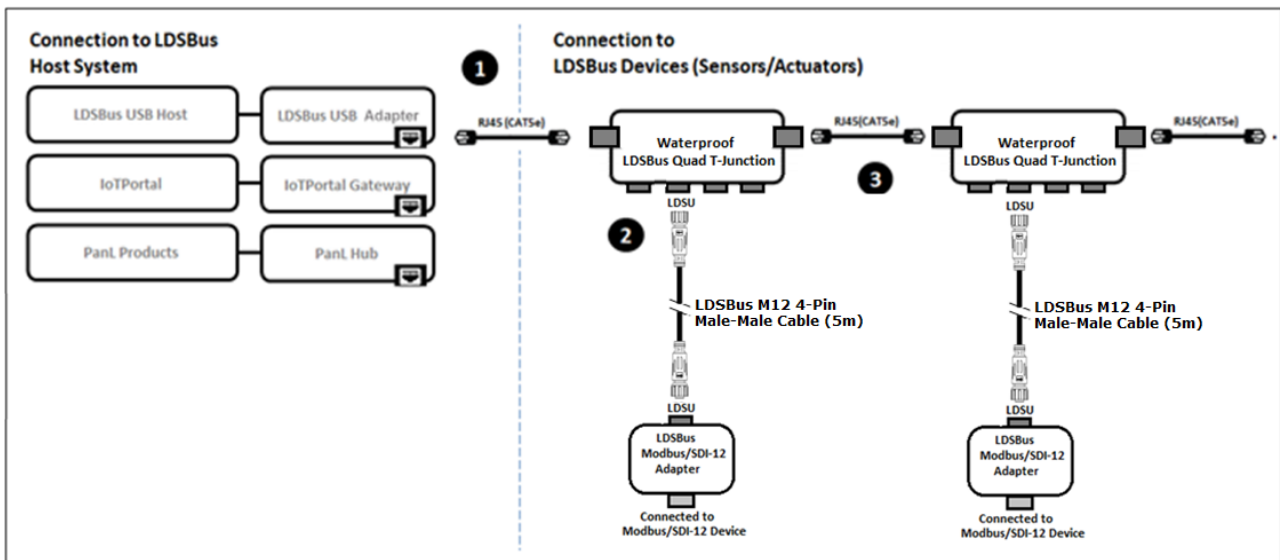 Connection to LDSBus
Host System
1
LDSBus USB Host
LDSBus USB Adapter
IoTPortal
IoTPortal Gateway
PanL Products
PanL Hub
RJ45 (CAT5e)
Connection to
LDSBus Devices (Sensors/Actuators)
Waterproof
LDSBus Quad T-Junction
RJ45(CAT5e)
3
Waterproof
LDSBus Quad T-Junction
RJ45(CAT5e)
LDSU
2
LDSBus M12 4-Pin
Male-Male Cable (5m)
LDSU
LDSBus
Modbus/SDI-12
Adapter
Connected to
Modbus/SDI-12 Device
LDSU
LDSBus M12 4-Pin
Male-Male Cable (5m)
LDSU
LDSBus
Modbus/SDI-12
Adapter
Connected to
Modbus/SDI-12 Device